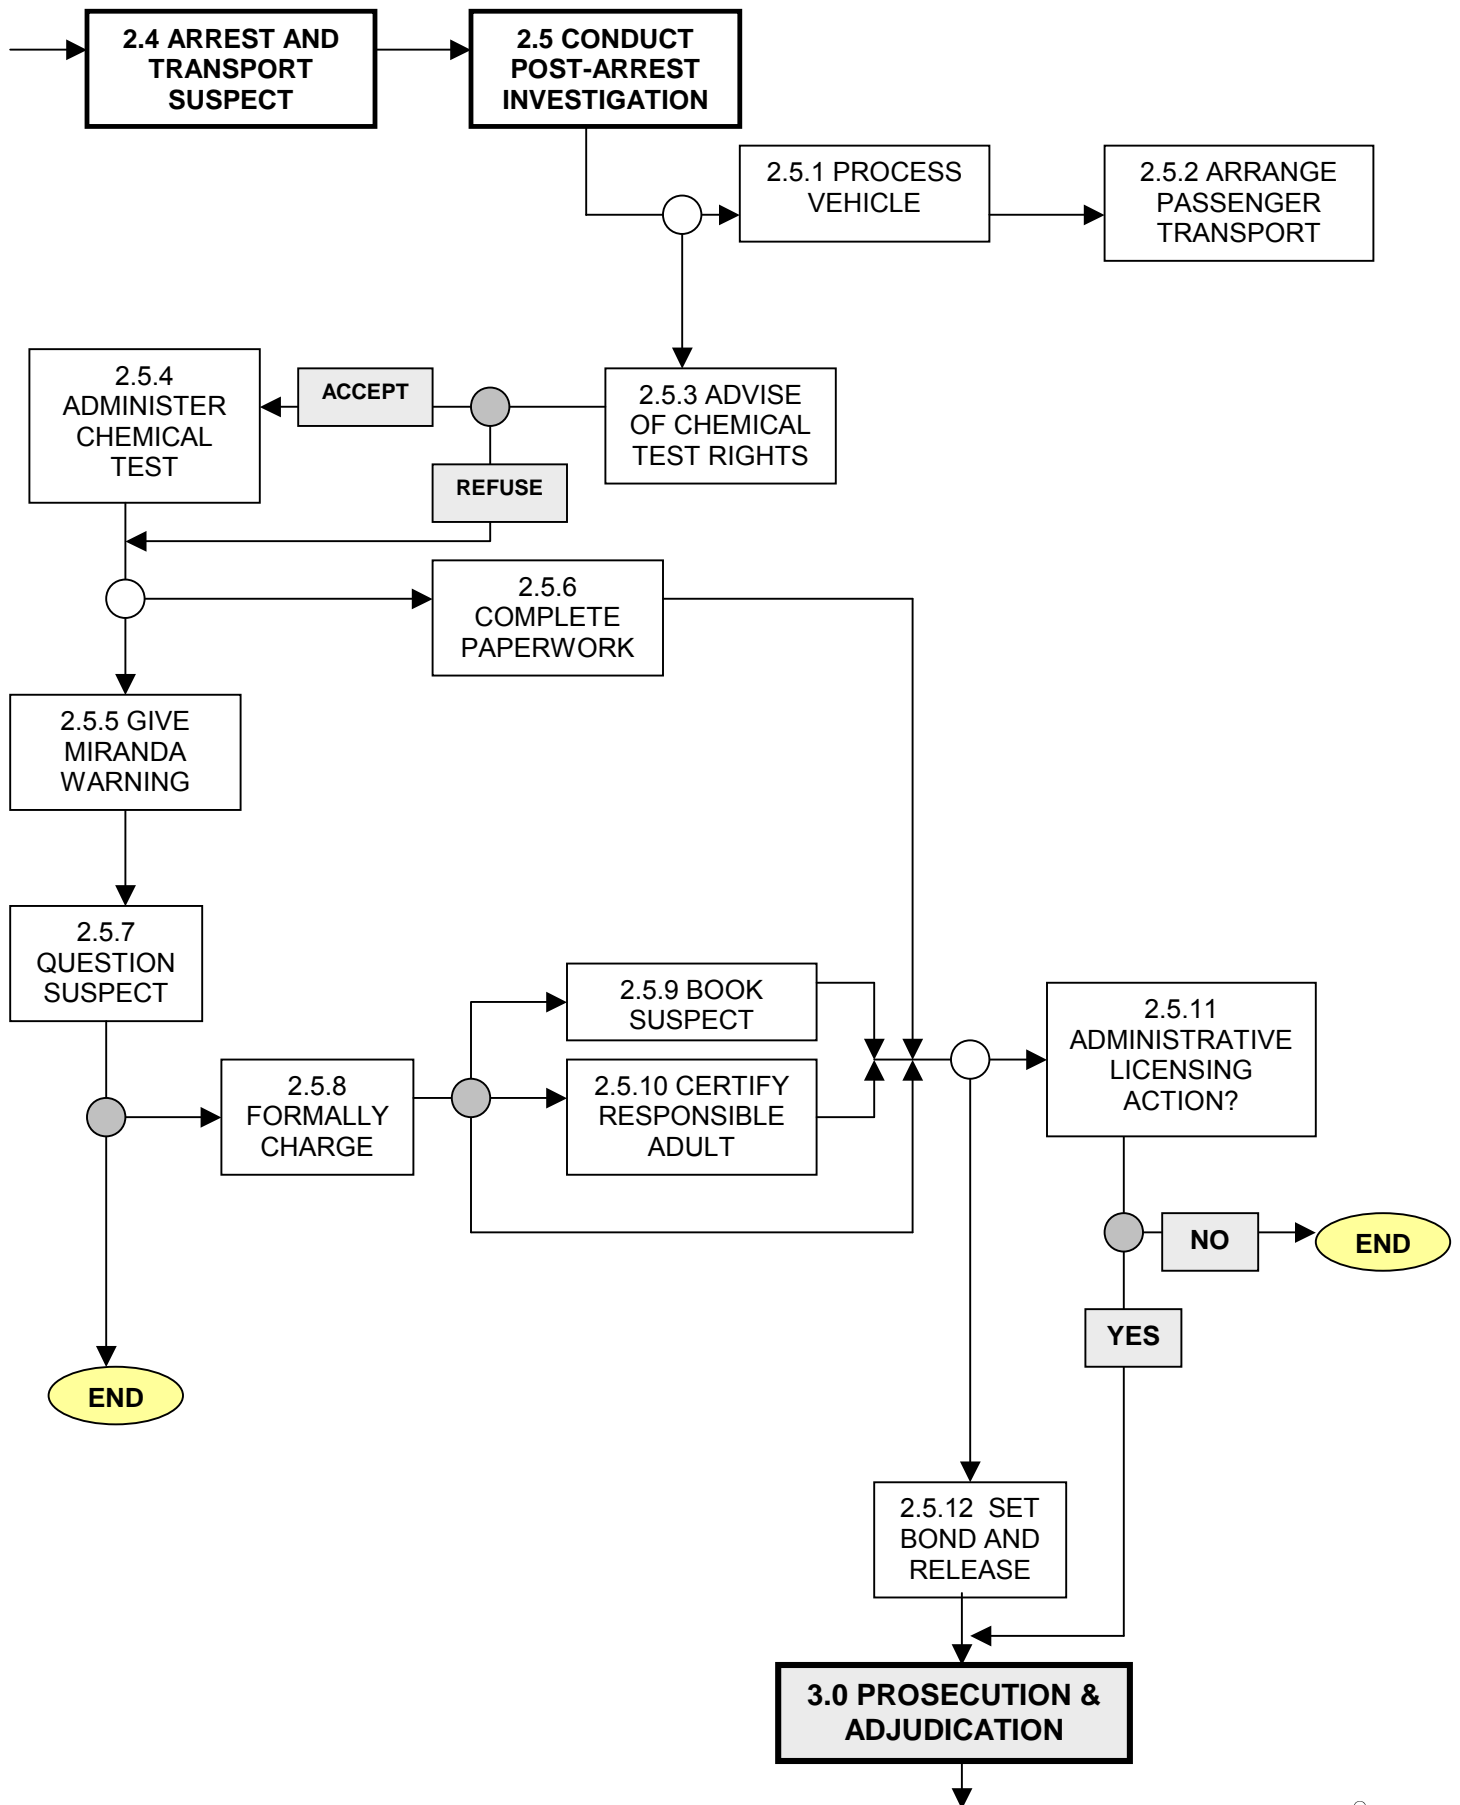 2.4 ARREST AND
TRANSPORT
SUSPECT
2.5 CONDUCT
POST-ARREST
INVESTIGATION
2.5.1 PROCESS
VEHICLE
2.5.2 ARRANGE
PASSENGER
TRANSPORT
2.5.4
ADMINISTER
CHEMICAL
TEST
ACCEPT
2.5.3 ADVISE
OF CHEMICAL
TEST RIGHTS
REFUSE
2.5.6
COMPLETE
PAPERWORK
2.5.5 GIVE
MIRANDA
WARNING
2.5.7
QUESTION
SUSPECT
2.5.8
FORMALLY
CHARGE
2.5.9 BOOK
SUSPECT
2.5.10 CERTIFY
RESPONSIBLE
ADULT
2.5.11
ADMINISTRATIVE
LICENSING
ACTION?
NO
END
YES
END
2.5.12 SET
BOND AND
RELEASE
3.0 PROSECUTION &
ADJUDICATION